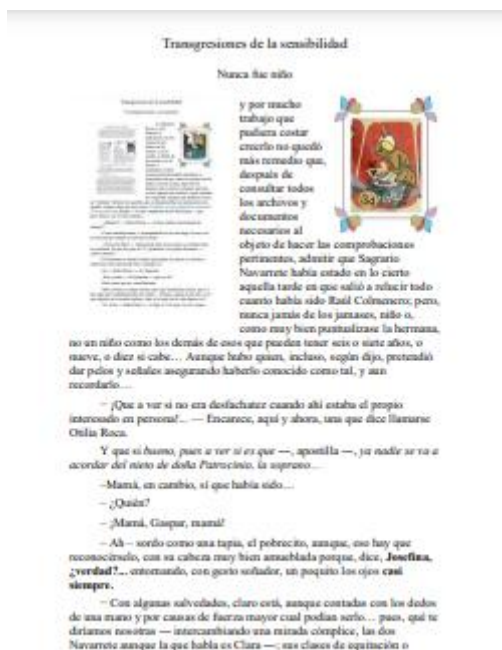 Transgresiones de la sensibilidad
Nunca fue niño
y por mucho
trabajo que
pudiera costar
creerlo no quedó
más remedio que,
después de
consultar todos
los archivos y
documentos
necesarios al
objeto de hacer las comprobaciones
pertinentes, admitir que Sagrario
Navarrete había estado en lo cierto
aquella tarde en que salió a relucir todo
cuanto había sido Raúl Colmenero; pero,
nunca jamás de los jamases, niño o,
como muy bien puntualizase la hermana,
no un niño como los demás de esos que pueden tener seis o siete años, o
nueve, o diez si cabe… Aunque hubo quien, incluso, según dijo, pretendió
dar pelos y señales asegurando haberlo conocido como tal, y aun
recordarlo…
– ¡Que a ver si no era desfachatez cuando ahí estaba el propio
interesado en persona!... — Encarece, aquí y ahora, una que dice llamarse
Otilia Roca.
Y que si bueno, pues a ver si es que —, apostilla —, ya nadie se va a
acordar del nieto de doña Patrocinio, la soprano…
–Mamá, en cambio, sí que había sido…
– ¿Quién?
– ¡Mamá, Gaspar, mamá!
– Ah – sordo como una tapia, el pobrecito, aunque, eso hay que
reconocérselo, con su cabeza muy bien amueblada porque, dice, Josefina,
¿verdad?... entornando, con gesto soñador, un poquito los ojos casi
siempre.
– Con algunas salvedades, claro está, aunque contadas con los dedos
de una mano y por causas de fuerza mayor cual podían serlo… pues, qué te
diríamos nosotras — intercambiando una mirada cómplice, las dos
Navarrete aunque la que habla es Clara —: sus clases de equitación o